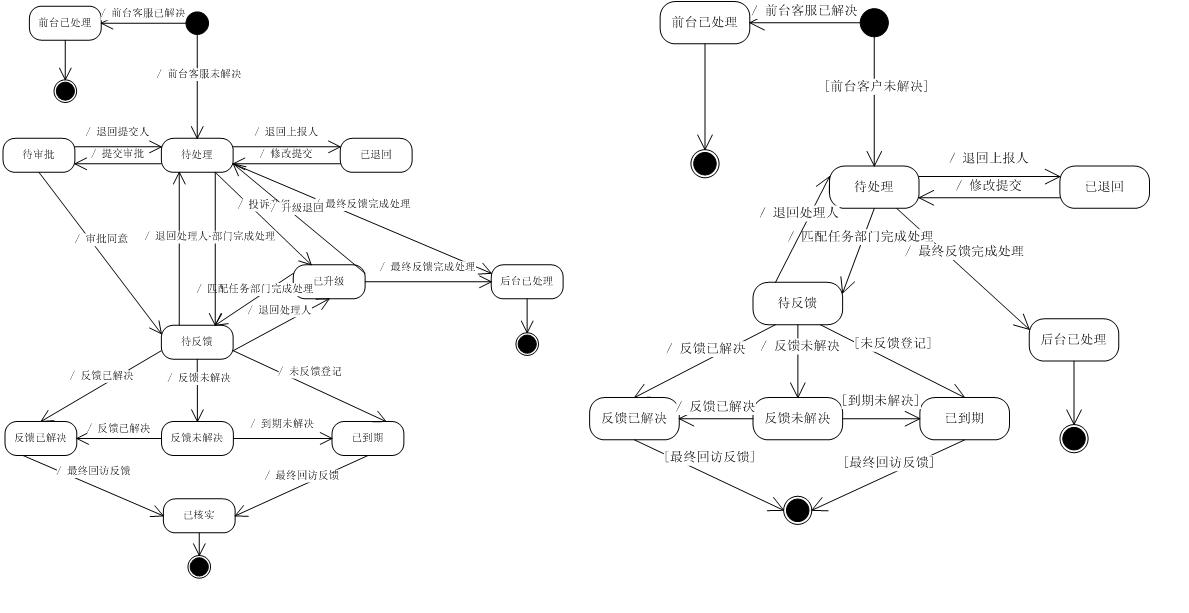 / 前台客服已解决
前台已处理
/ 前台客服未解决
/ 退回提交人
/ 退回上报人
待审批
/ 提交审批
待处理
/ 修改提交
已退回
/ 投诉
/ 升级退回
/ 最终反馈完成处理
/ 审批同意
/ 退回处理人
-部门完成处理
/ 最终反馈完成处理
已升级
后台已处理
/ 匹配任务部门完成处理
/ 退回处理人
待反馈
/ 反馈已解决
/ 反馈未解决
/ 未反馈登记
反馈已解决
/ 反馈已解决
反馈未解决
/ 到期未解决
已到期
/ 最终回访反馈
/ 最终回访反馈
已核实
/ 前台客服已解决
前台已处理
[前台客户未解决]
/ 退回上报人
待处理
/ 修改提交
已退回
/ 退回处理人
/ 匹配任务部门完成处理
/ 最终反馈完成处理
待反馈
后台已处理
/ 反馈已解决
/ 反馈未解决
[未反馈登记]
反馈已解决
/ 反馈已解决
反馈未解决
[到期未解决]
已到期
[最终回访反馈]
[最终回访反馈]